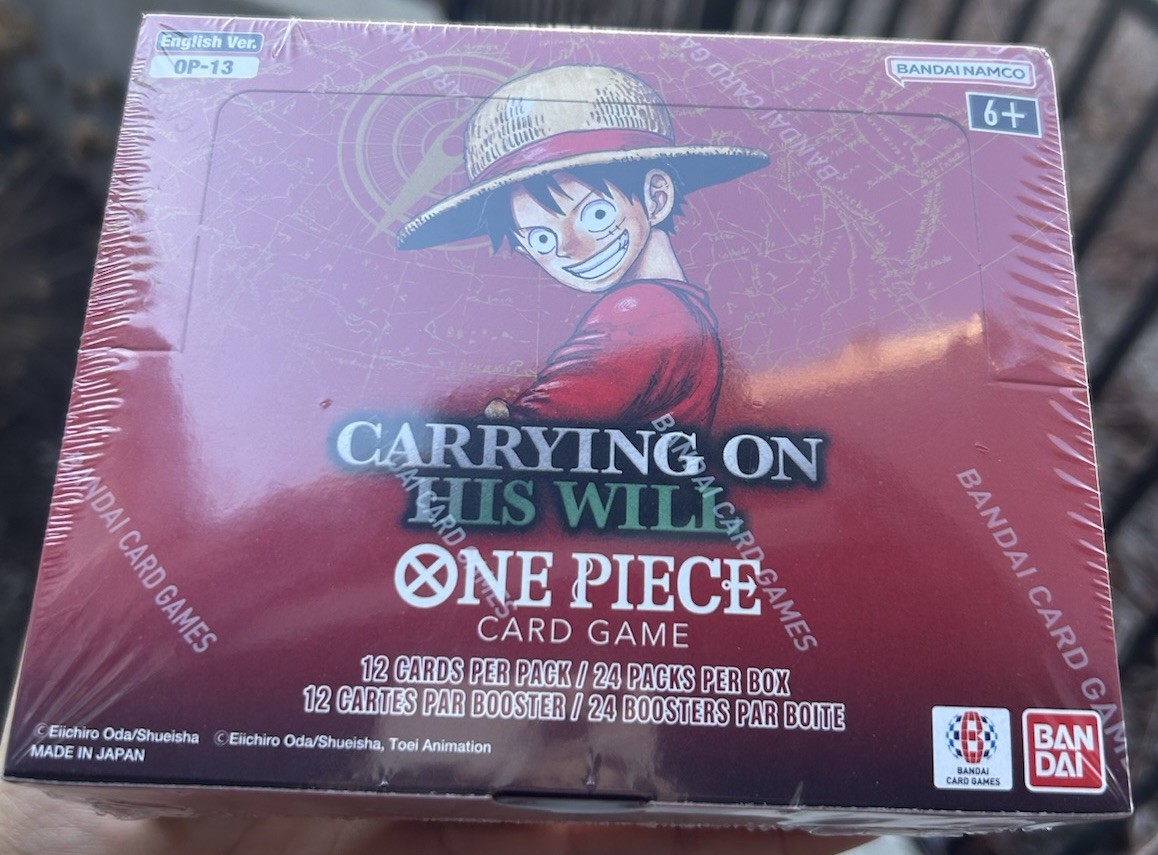 English Ver.
OP-13
BANDAI NAMCO
6+
CARRYING ON
HIS WILL
ONE PIECE
CARD GAME
12 CARDS PER PACK / 24 PACKS PER BOX
12 CARTES PAR BOOSTER / 24 BOOSTERS PAR BOITE
©Eiichiro Oda/Shueisha ©Eiichiro Oda/Shueisha, Toei Animation
MADE IN JAPAN
BANDAI
CARD GAMES
BAN
DAI
BANDAI CARD GAMES
BANDAI CARD GAMES
BANDAI CARD GAMES
BANDAI CARD GAMES